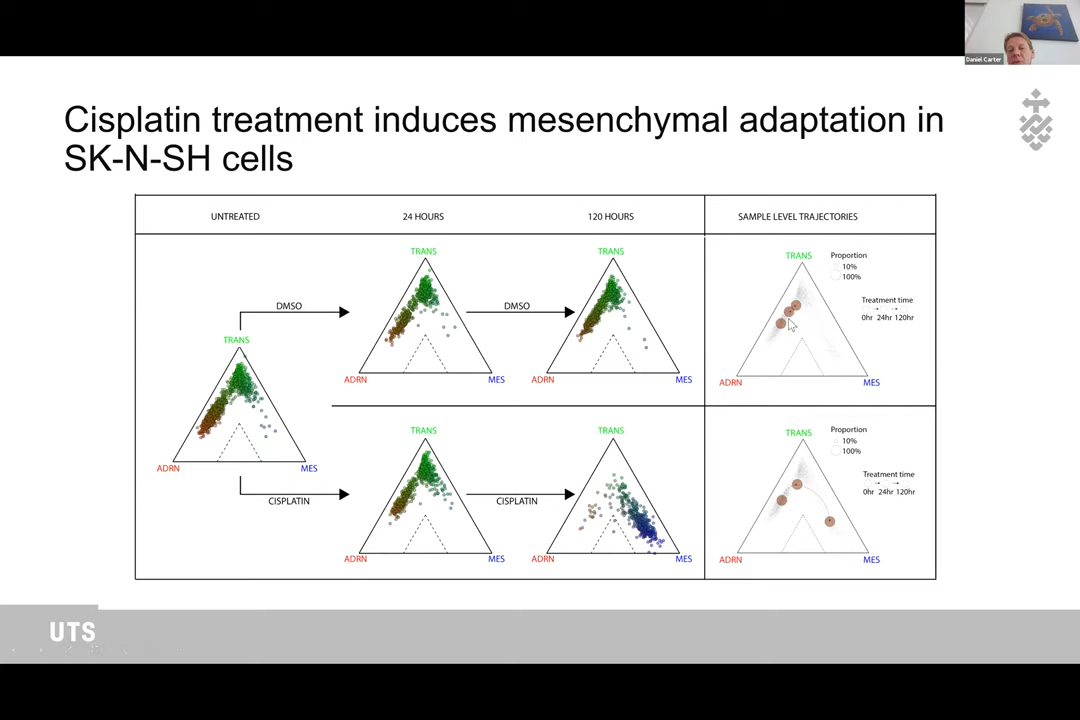 Daniel Carter
Cisplatin treatment induces mesenchymal adaptation in
SK-N-SH cells
UNTREATED
24 HOURS
120 HOURS
SAMPLE LEVEL TRAJECTORIES
TRANS
TRANS
TRANS
Proportion
10%
100%
Treatment time
0hr 24hr 120hr
DMSO
DMSO
TRANS
ADRN
MES
ADRN
MES
ADRN
MES
TRANS
TRANS
TRANS
Proportion
10%
100%
Treatment time
0hr 24hr 120hr
ADRN
MES
CISPLATIN
CISPLATIN
ADRN
MES
ADRN
MES
ADRN
MES
UTS